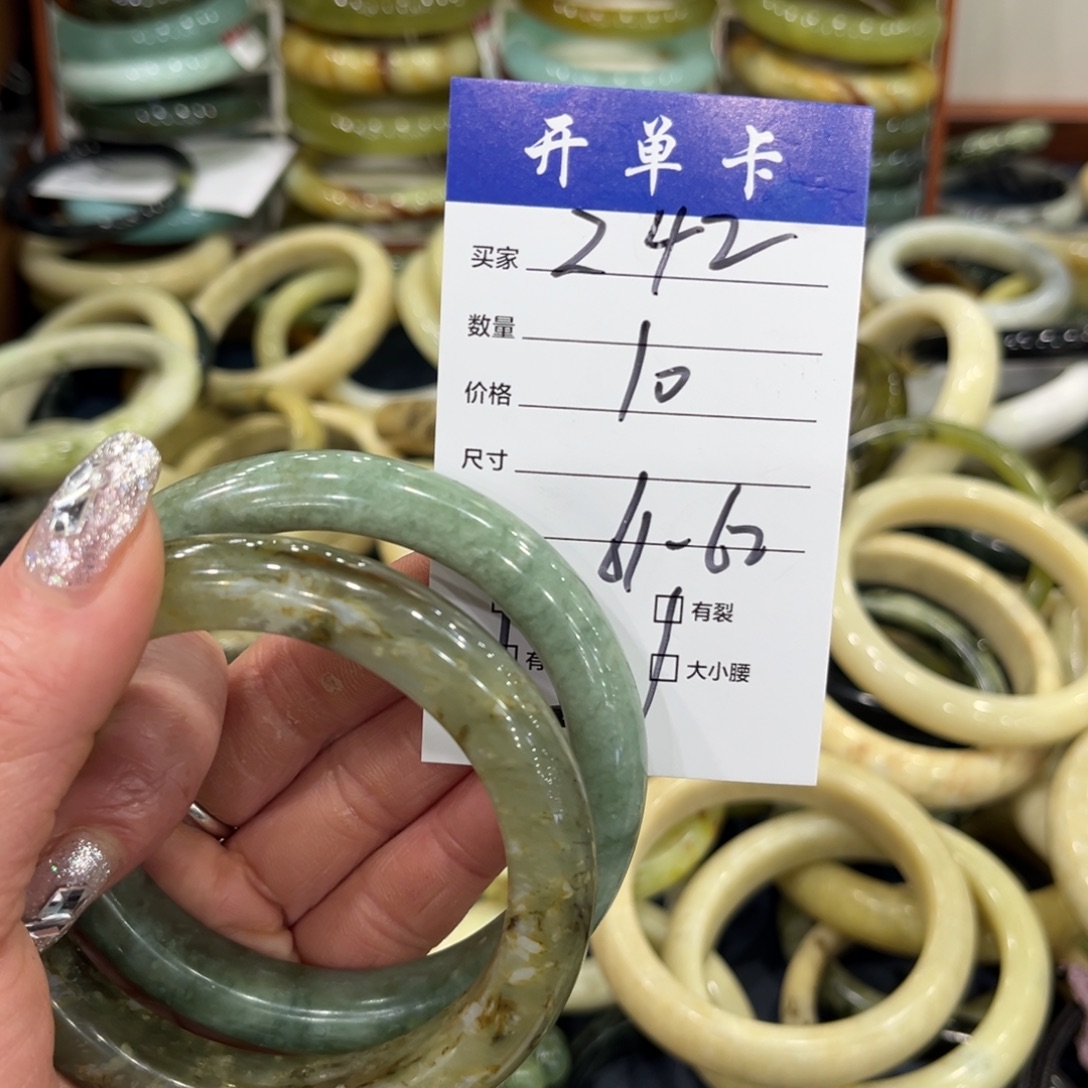 开单卡
买家 242
数量
价格 10
尺寸
61-62
有裂
有
大小腰